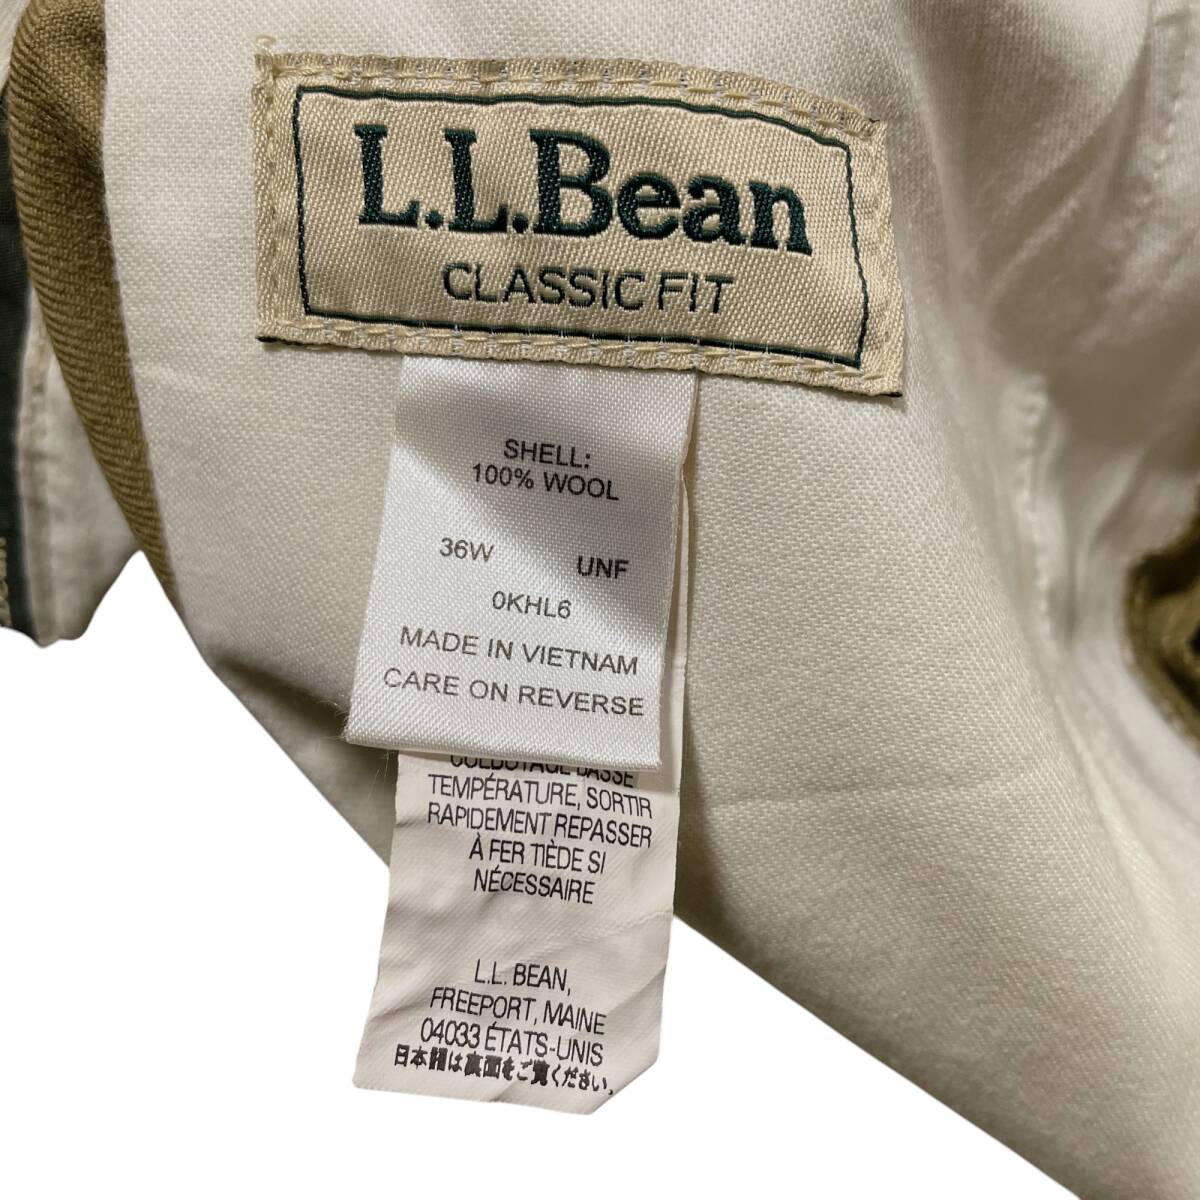 L.L.Bean
CLASSIC FIT
SHELL:
100% WOOL
36W UNF
0KHL6
MADE IN VIETNAM
CARE ON REVERSE
CULBUTAGE BASSE
TEMPÉRATURE, SORTIR
RAPIDEMENT REPASSER
À FER TIÈDE SI
NÉCESSAIRE
L.L. BEAN,
FREEPORT, MAINE
04033 ÉTATS-UNIS
日本語は裏面をご覧ください。